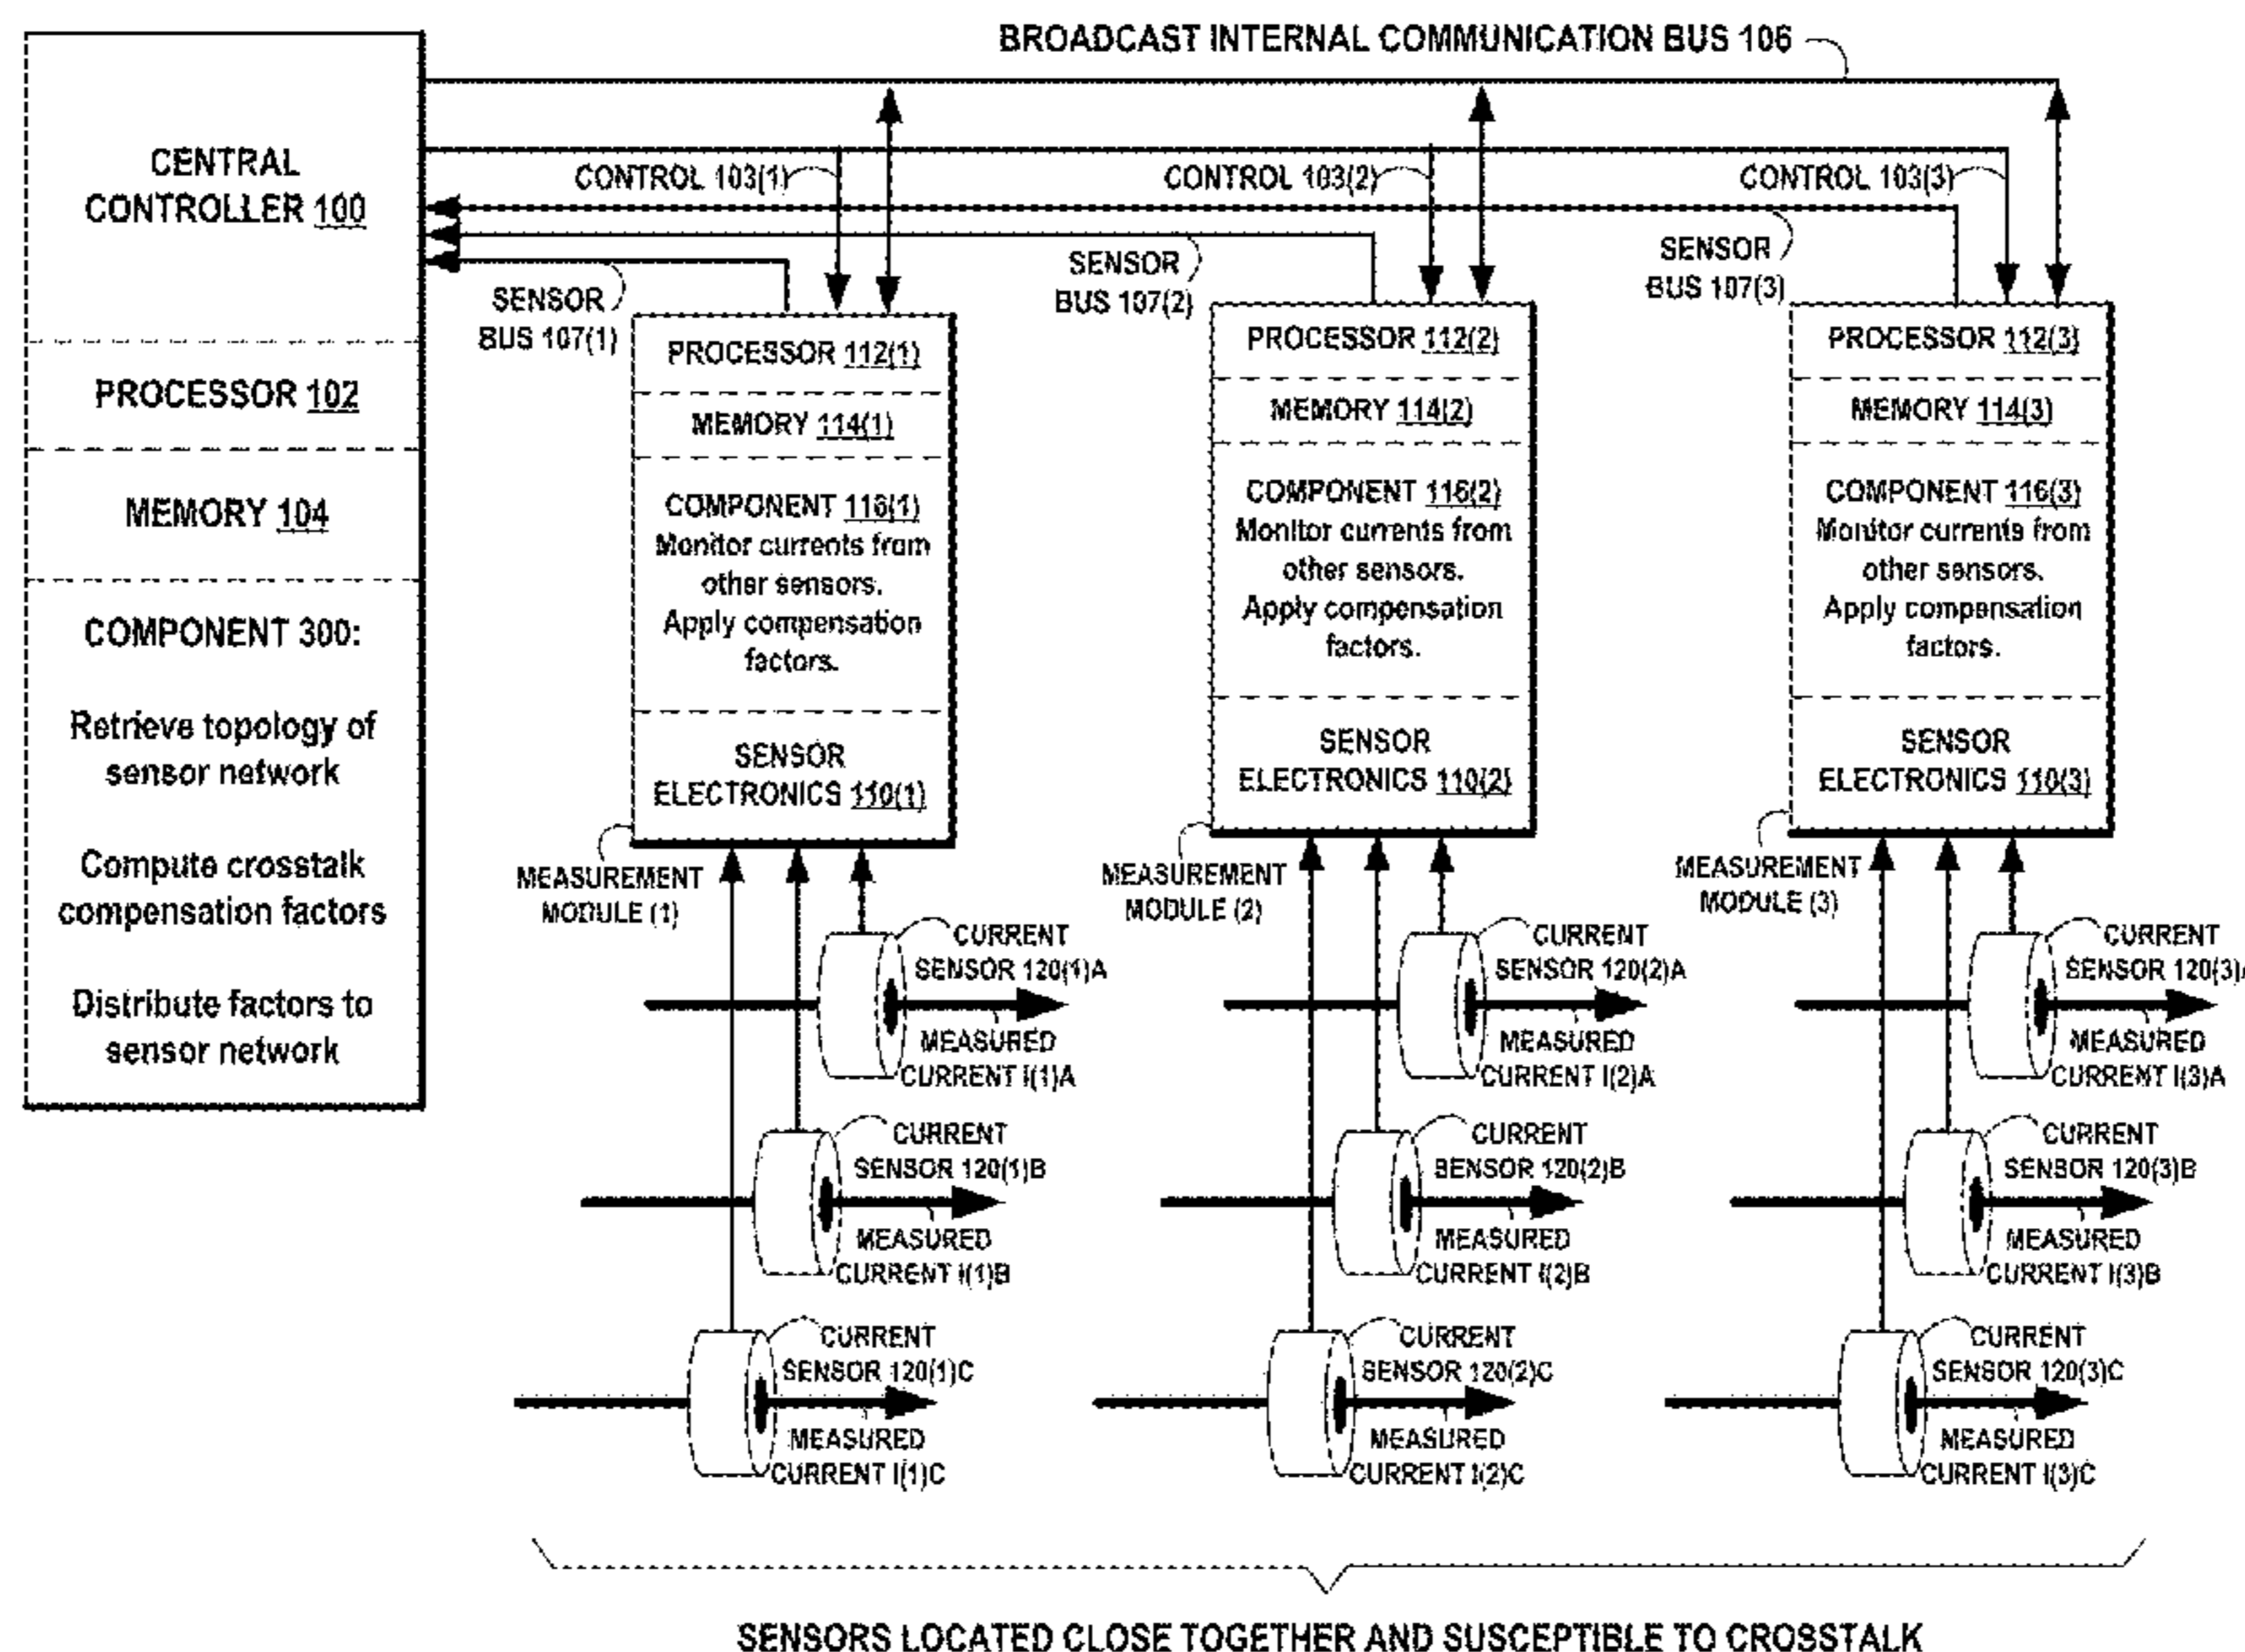 BROADCAST INTERNAL COMMUNICATION BUS 106
CENTRAL
CONTROLLER 100
PROCESSOR 102
MEMORY 104
COMPONENT 300:
Retrieve topology of
sensor network
Compute crosstalk
compensation factors
Distribute factors to
sensor network
CONTROL 103(1)
CONTROL 103(2)
CONTROL 103(3)
SENSOR
BUS 107(1)
SENSOR
BUS 107(2)
SENSOR
BUS 107(3)
PROCESSOR 112(1)
MEMORY 114(1)
COMPONENT 116(1)
Monitor currents from
other sensors.
Apply compensation
factors.
SENSOR
ELECTRONICS 110(1)
MEASUREMENT
MODULE (1)
PROCESSOR 112(2)
MEMORY 114(2)
COMPONENT 116(2)
Monitor currents from
other sensors.
Apply compensation
factors.
SENSOR
ELECTRONICS 110(2)
MEASUREMENT
MODULE (2)
PROCESSOR 112(3)
MEMORY 114(3)
COMPONENT 116(3)
Monitor currents from
other sensors.
Apply compensation
factors.
SENSOR
ELECTRONICS 110(3)
MEASUREMENT
MODULE (3)
CURRENT
SENSOR 120(1)A
MEASURED
CURRENT I(1)A
CURRENT
SENSOR 120(2)A
MEASURED
CURRENT I(2)A
CURRENT
SENSOR 120(3)A
MEASURED
CURRENT I(3)A
CURRENT
SENSOR 120(1)B
MEASURED
CURRENT I(1)B
CURRENT
SENSOR 120(2)B
MEASURED
CURRENT I(2)B
CURRENT
SENSOR 120(3)B
MEASURED
CURRENT I(3)B
CURRENT
SENSOR 120(1)C
MEASURED
CURRENT I(1)C
CURRENT
SENSOR 120(2)C
MEASURED
CURRENT I(2)C
CURRENT
SENSOR 120(3)C
MEASURED
CURRENT I(3)C
SENSORS LOCATED CLOSE TOGETHER AND SUSCEPTIBLE TO CROSSTALK